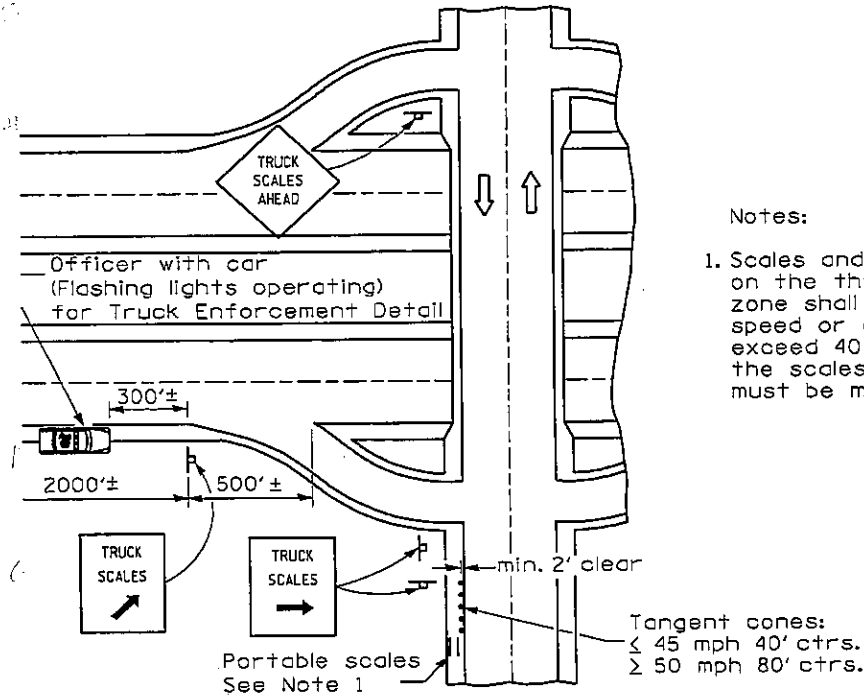 TRUCK
SCALES
AHEAD
Officer with car
(Flashing lights operating)
for Truck Enforcement Detail
300'±
2000'±
500'±
TRUCK
SCALES
TRUCK
SCALES
min. 2' clear
Portable scales
See Note 1
Tangent cones:
≤ 45 mph 40' ctrs.
≥ 50 mph 80' ctrs.
Notes:
1. Scales and
on the th
zone shall
speed or
exceed 40
the scales
must be m